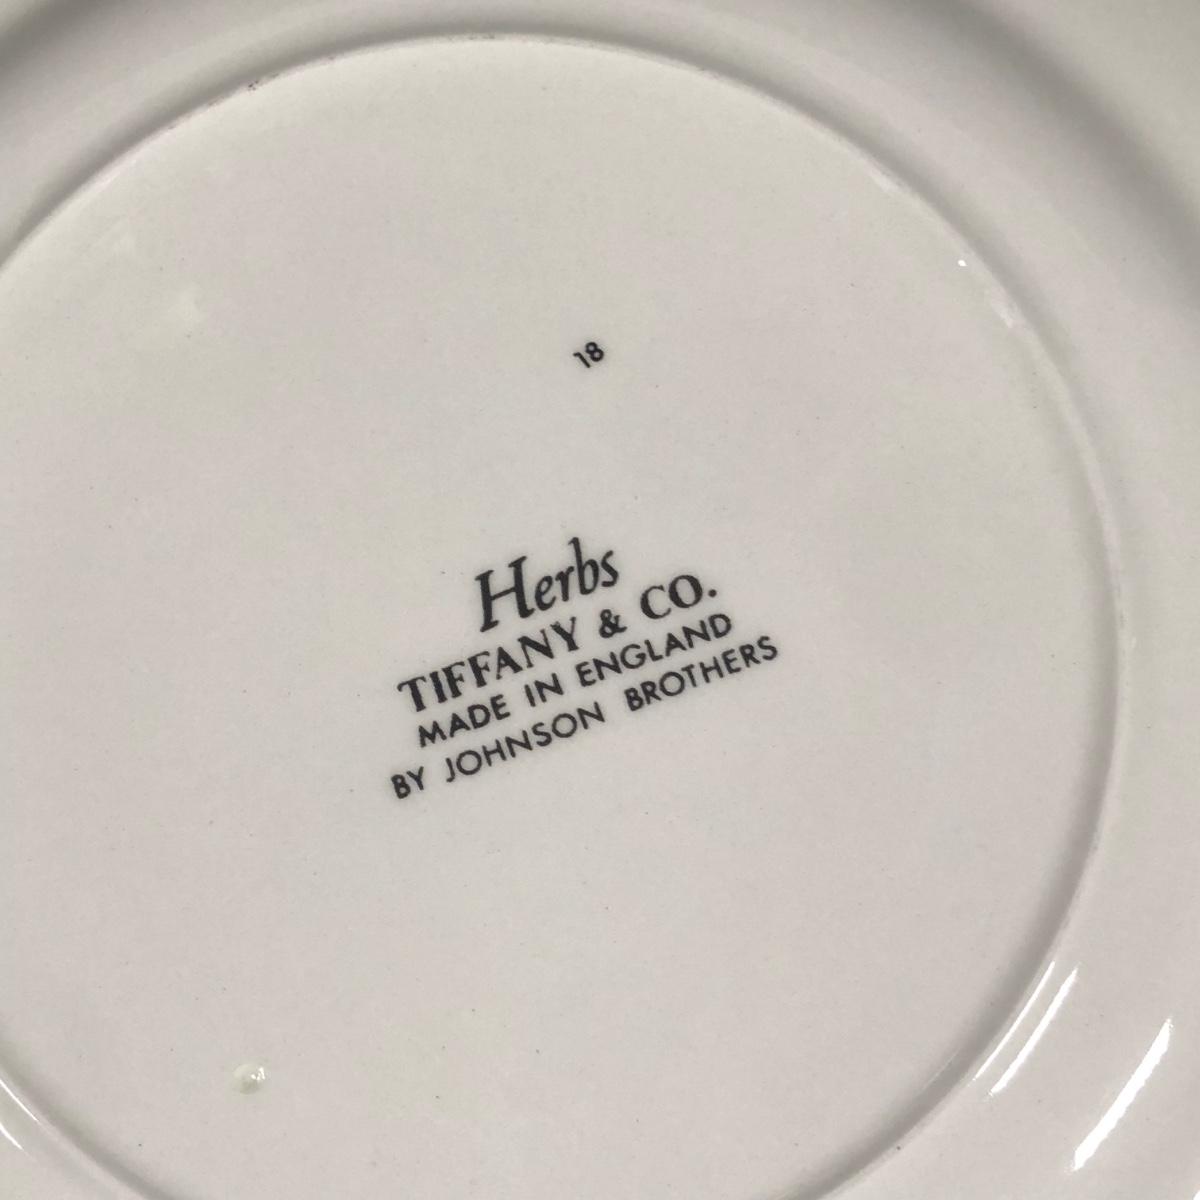 18
Herbs
TIFFANY & CO.
MADE IN ENGLAND
BY JOHNSON BROTHERS